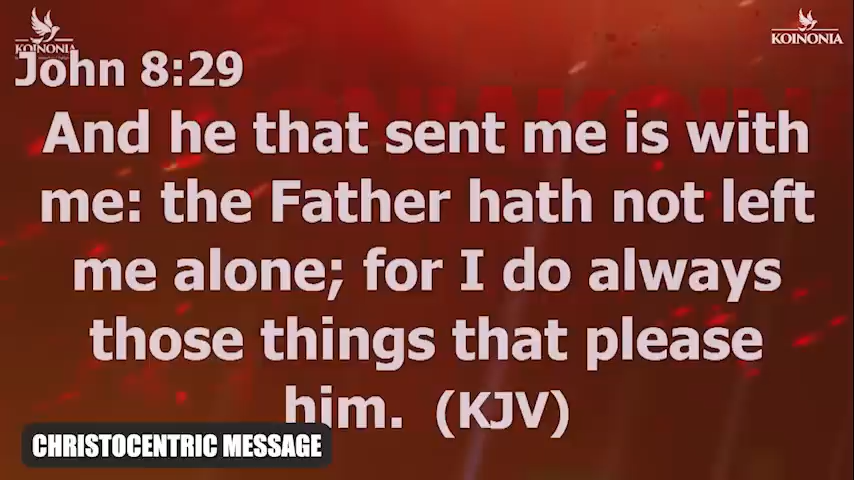 KOINONIA
KOINONIA
John 8:29
And he that sent me is with
me: the Father hath not left
me alone; for I do always
those things that please
him. (KJV)
CHRISTOCENTRIC MESSAGE